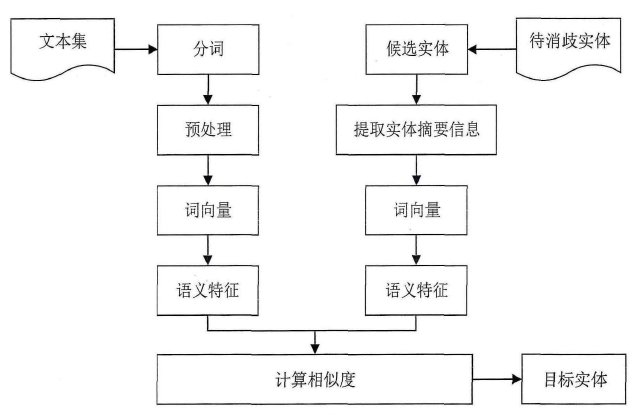 文本集
分词
候选实体
待消歧实体
预处理
提取实体摘要信息
词向量
词向量
语义特征
语义特征
计算相似度
目标实体